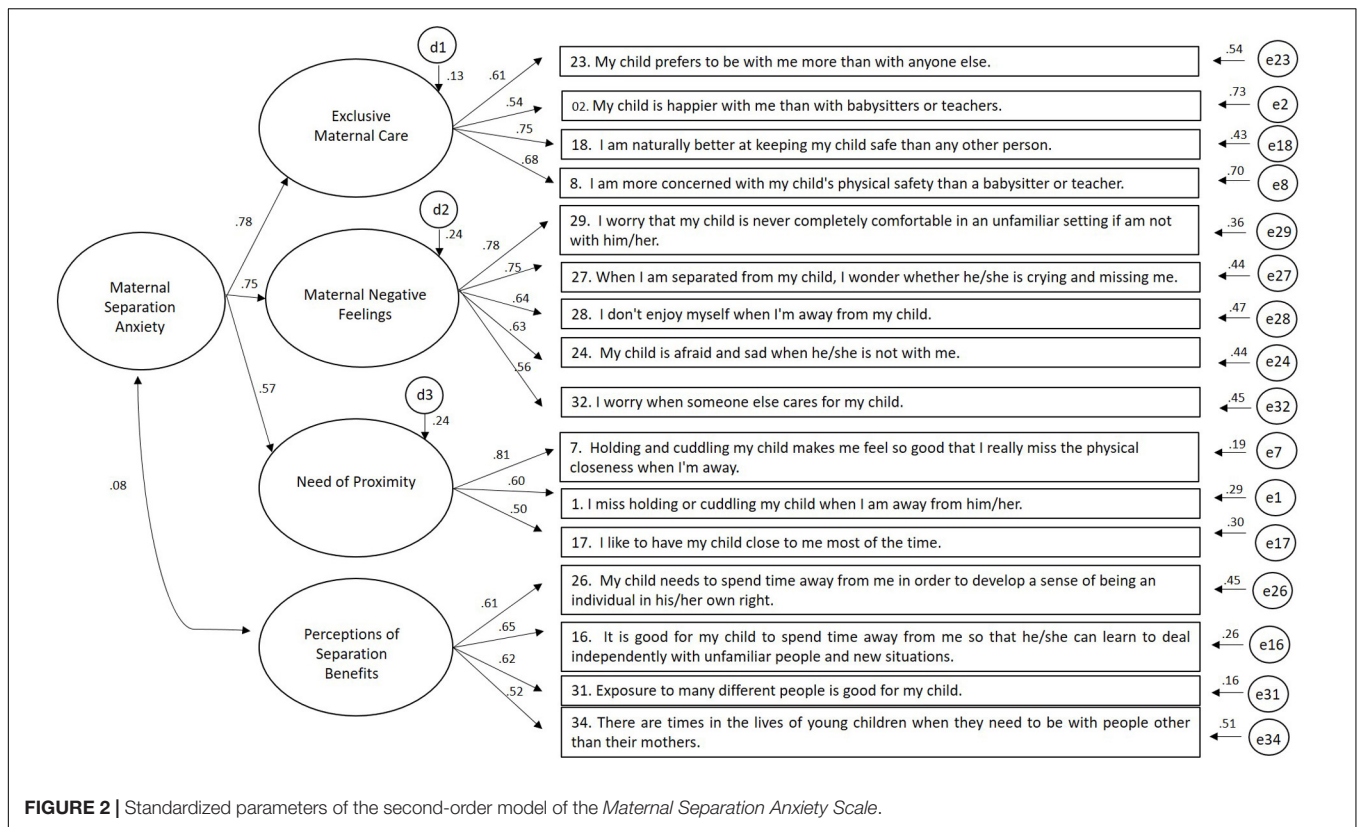 d1
.13
Exclusive
Maternal Care
.61
.54
.75
.68
23. My child prefers to be with me more than with anyone else.
.54
e23
02. My child is happier with me than with babysitters or teachers.
.73
e2
18. I am naturally better at keeping my child safe than any other person.
.43
e18
8. I am more concerned with my child's physical safety than a babysitter or teacher.
.70
e8
Maternal
Separation
Anxiety
.78
.75
.57
.08
d2
.24
Maternal Negative
Feelings
.78
.75
.64
.63
.56
29. I worry that my child is never completely comfortable in an unfamiliar setting if am not
with him/her.
.36
e29
27. When I am separated from my child, I wonder whether he/she is crying and missing me.
.44
e27
28. I don't enjoy myself when I'm away from my child.
.47
e28
24. My child is afraid and sad when he/she is not with me.
.44
e24
32. I worry when someone else cares for my child.
.45
e32
d3
.24
Need of Proximity
.81
.60
.50
7. Holding and cuddling my child makes me feel so good that I really miss the physical
closeness when I'm away.
.19
e7
1. I miss holding or cuddling my child when I am away from him/her.
.29
e1
17. I like to have my child close to me most of the time.
.30
e17
Perceptions of
Separation
Benefits
.61
.65
.62
.52
26. My child needs to spend time away from me in order to develop a sense of being an
individual in his/her own right.
.45
e26
16. It is good for my child to spend time away from me so that he/she can learn to deal
independently with unfamiliar people and new situations.
.26
e16
31. Exposure to many different people is good for my child.
.16
e31
34. There are times in the lives of young children when they need to be with people other
than their mothers.
.51
e34
FIGURE 2 | Standardized parameters of the second-order model of the Maternal Separation Anxiety Scale.